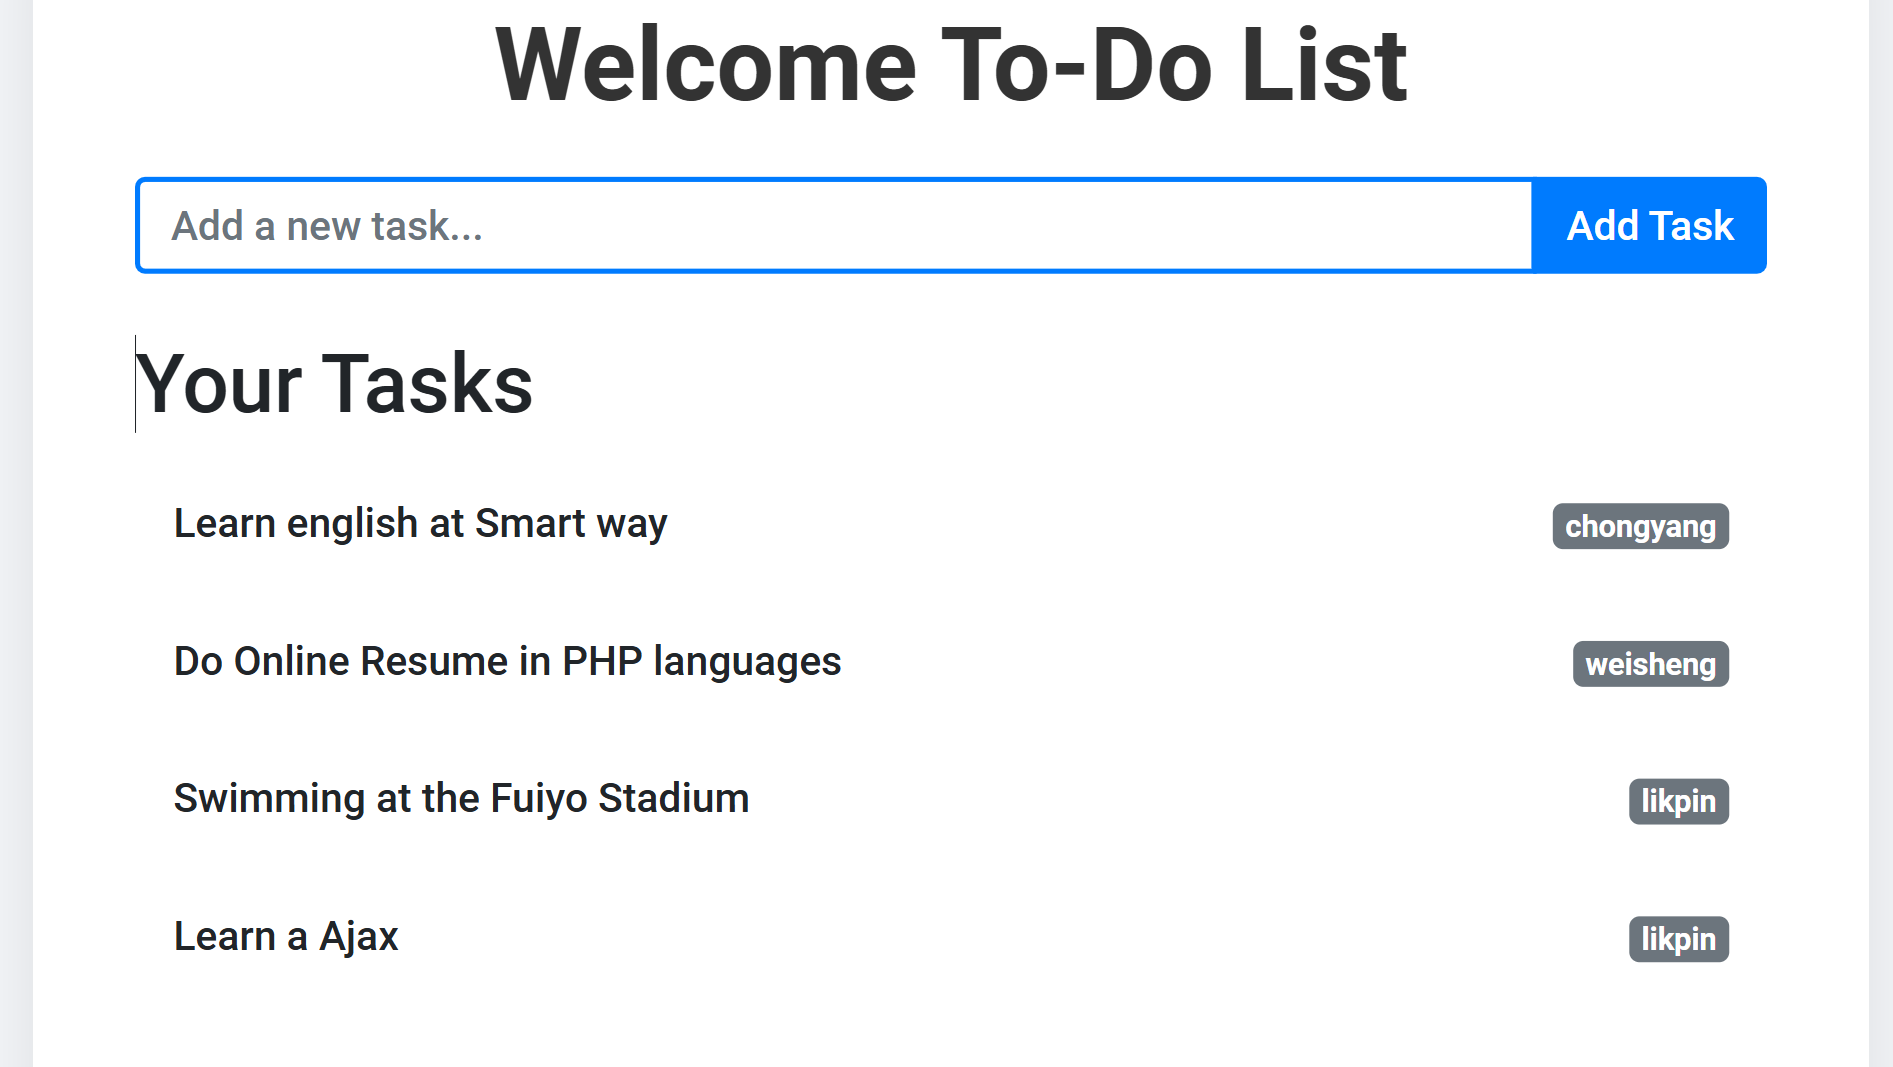 Welcome To-Do List
Add a new task...
Add Task
Your Tasks
Learn english at Smart way
chongyang
Do Online Resume in PHP languages
weisheng
Swimming at the Fuiyo Stadium
likpin
Learn a Ajax
likpin